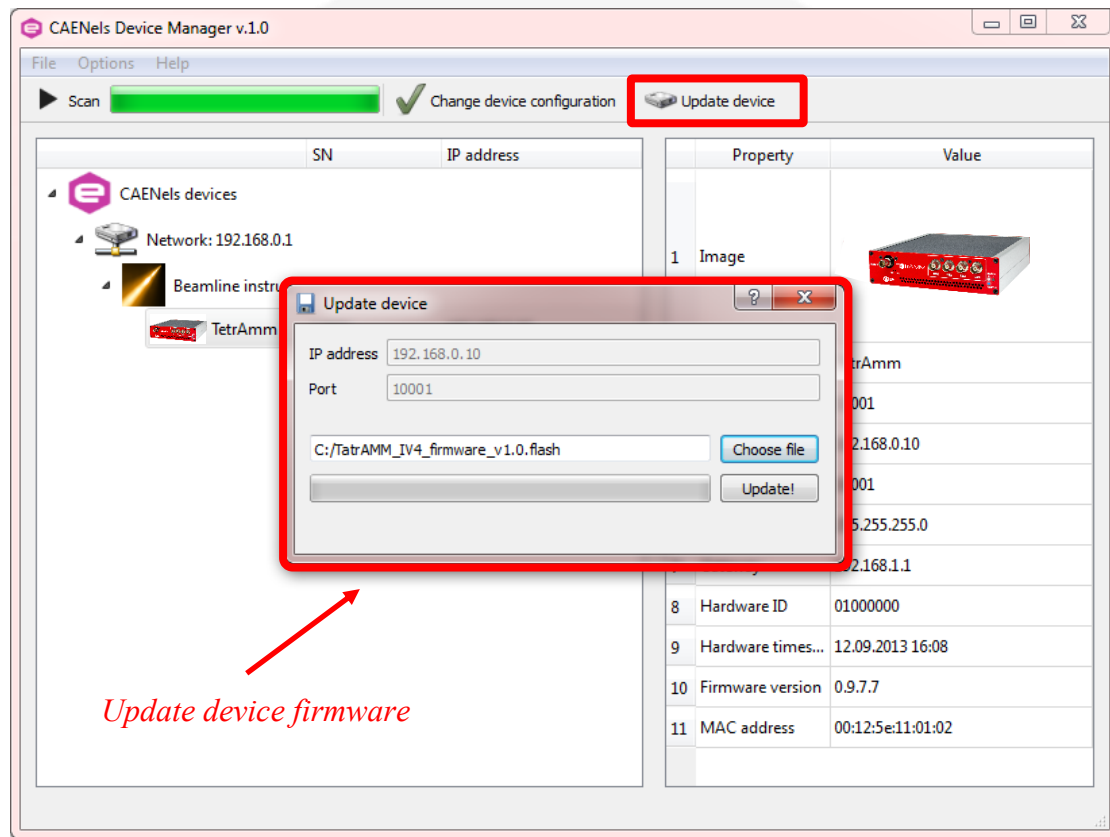 CAENels Device Manager v.1.0
File Options Help
Scan Change device configuration Update device
SN IP address
CAENels devices
Network: 192.168.0.1
Beamline instru
TetrAmm
Property Value
1 Image
trAmm
001
2.168.0.10
001
5.255.255.0
2.168.1.1
8 Hardware ID 01000000
9 Hardware times... 12.09.2013 16:08
10 Firmware version 0.9.7.7
11 MAC address 00:12:5e:11:01:02
Update device
IP address 192.168.0.10
Port 10001
C:/TatrAMM_IV4_firmware_v1.0.flash Choose file
Update!
Update device firmware